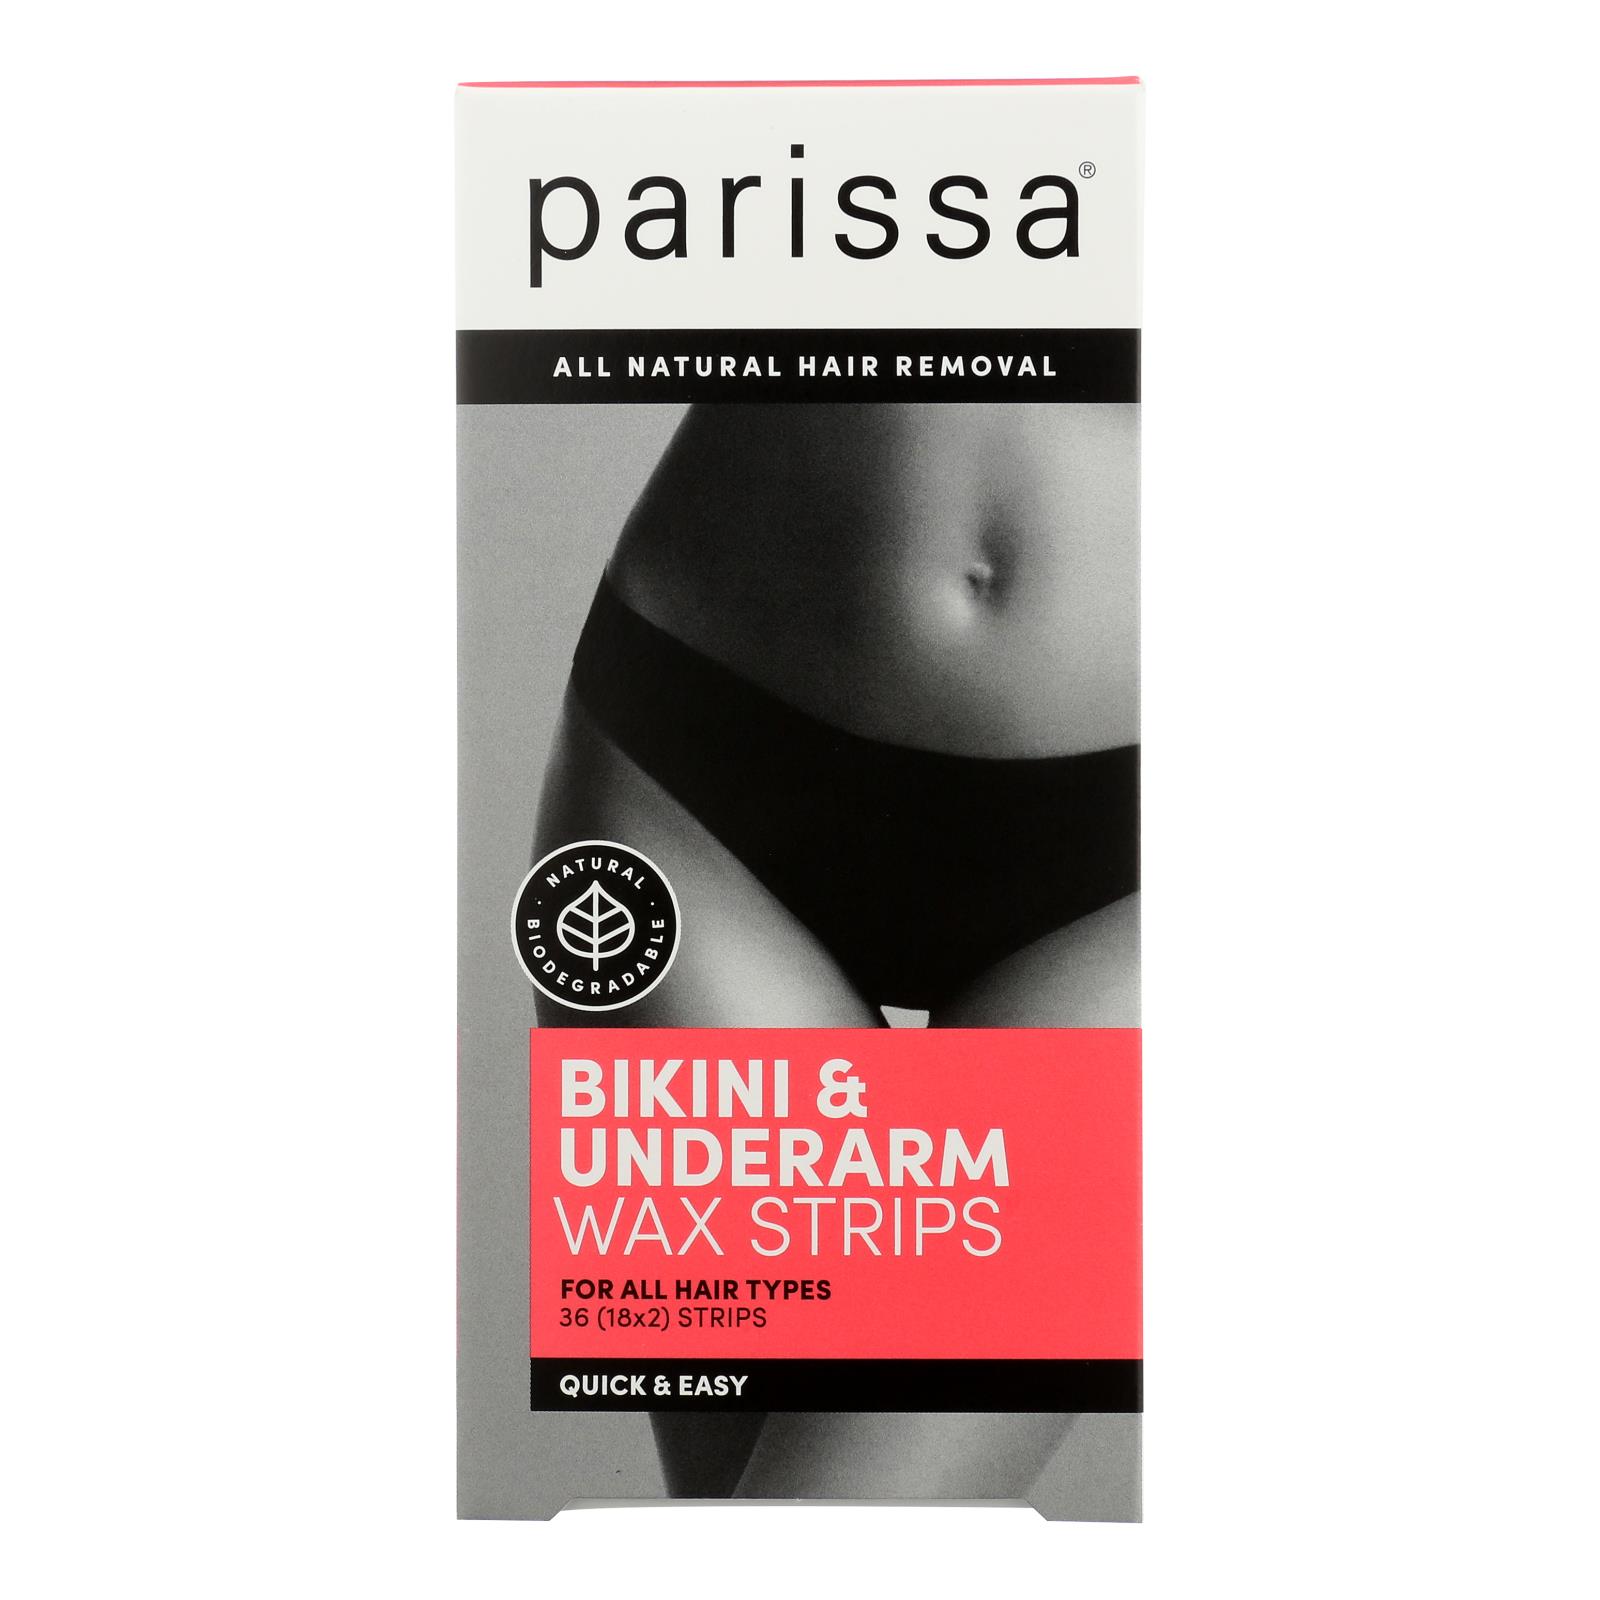 parissa®
ALL NATURAL HAIR REMOVAL
· NATURAL ·
BIODEGRADABLE
BIKINI &
UNDERARM
WAX STRIPS
FOR ALL HAIR TYPES
36 (18x2) STRIPS
QUICK & EASY